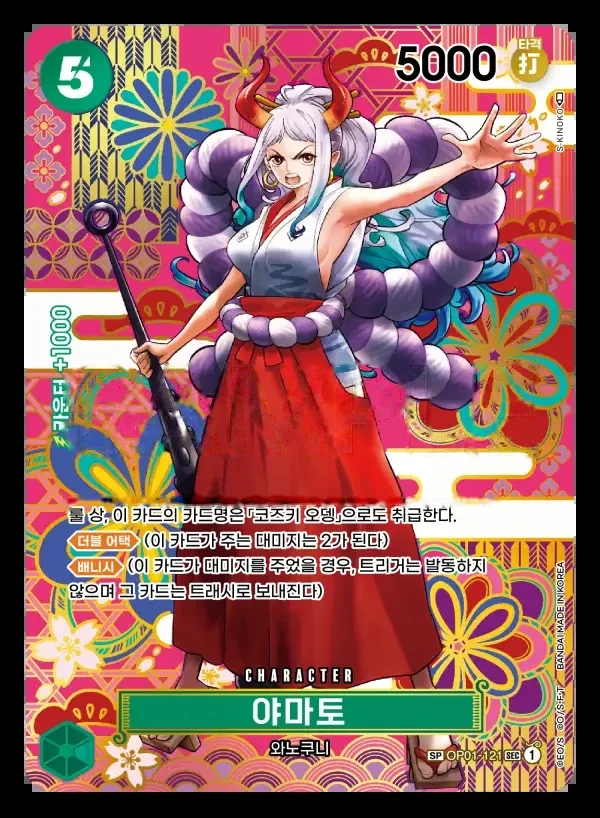 5
5000
타격
打
S-KINOKO
카운터 +1000
룰 상, 이 카드의 카드명은 「코즈키 오뎅」으로도 취급한다.
더블 어택 (이 카드가 주는 대미지는 2가 된다)
배니시 (이 카드가 대미지를 주었을 경우, 트리거는 발동하지
않으며 그 카드는 트래시로 보내진다)
CHARACTER
야마토
와노쿠니
SP OP01-121 SEC 1
BANDAI MADE IN KOREA